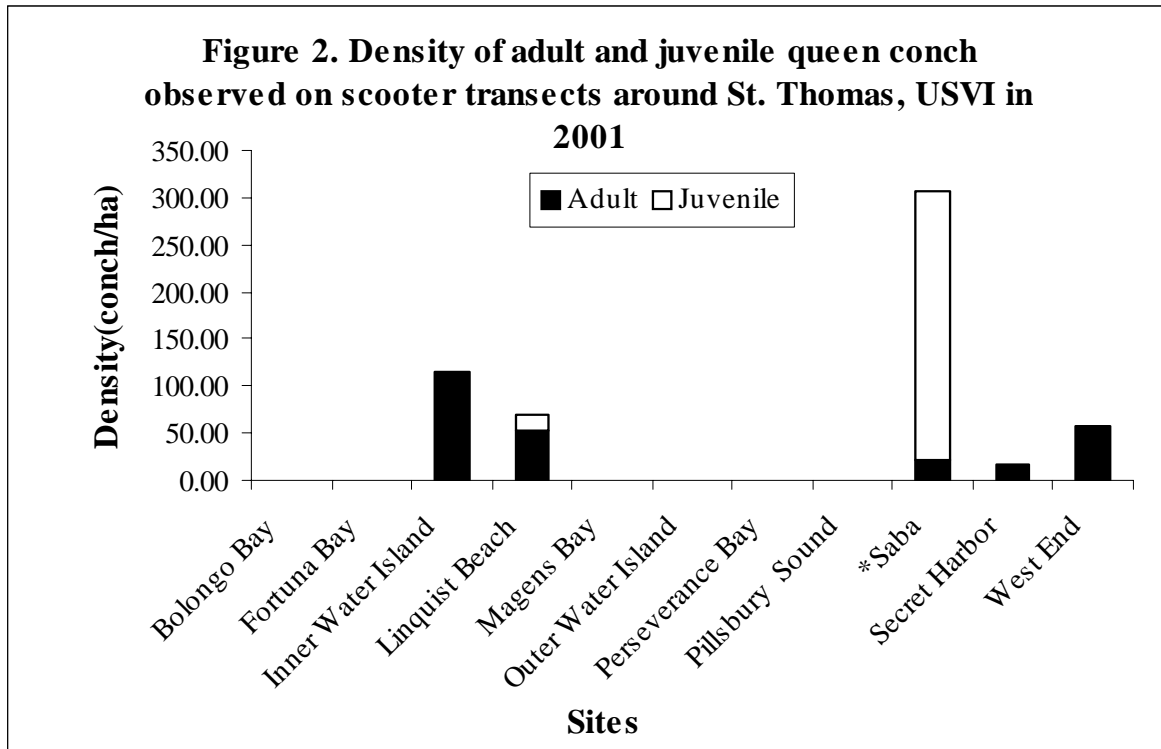 Figure 2. Density of adult and juvenile queen conch
observed on scooter transects around St. Thomas, USVI in
2001
350.00
300.00
250.00
200.00
150.00
100.00
50.00
0.00
Density(conch/ha)
Adult Juvenile
Bolongo Bay
Fortuna Bay
Inner Water Island
Linquist Beach
Magens Bay
Outer Water Island
Perseverance Bay
Pillsbury Sound
*Saba
Secret Harbor
West End
Sites